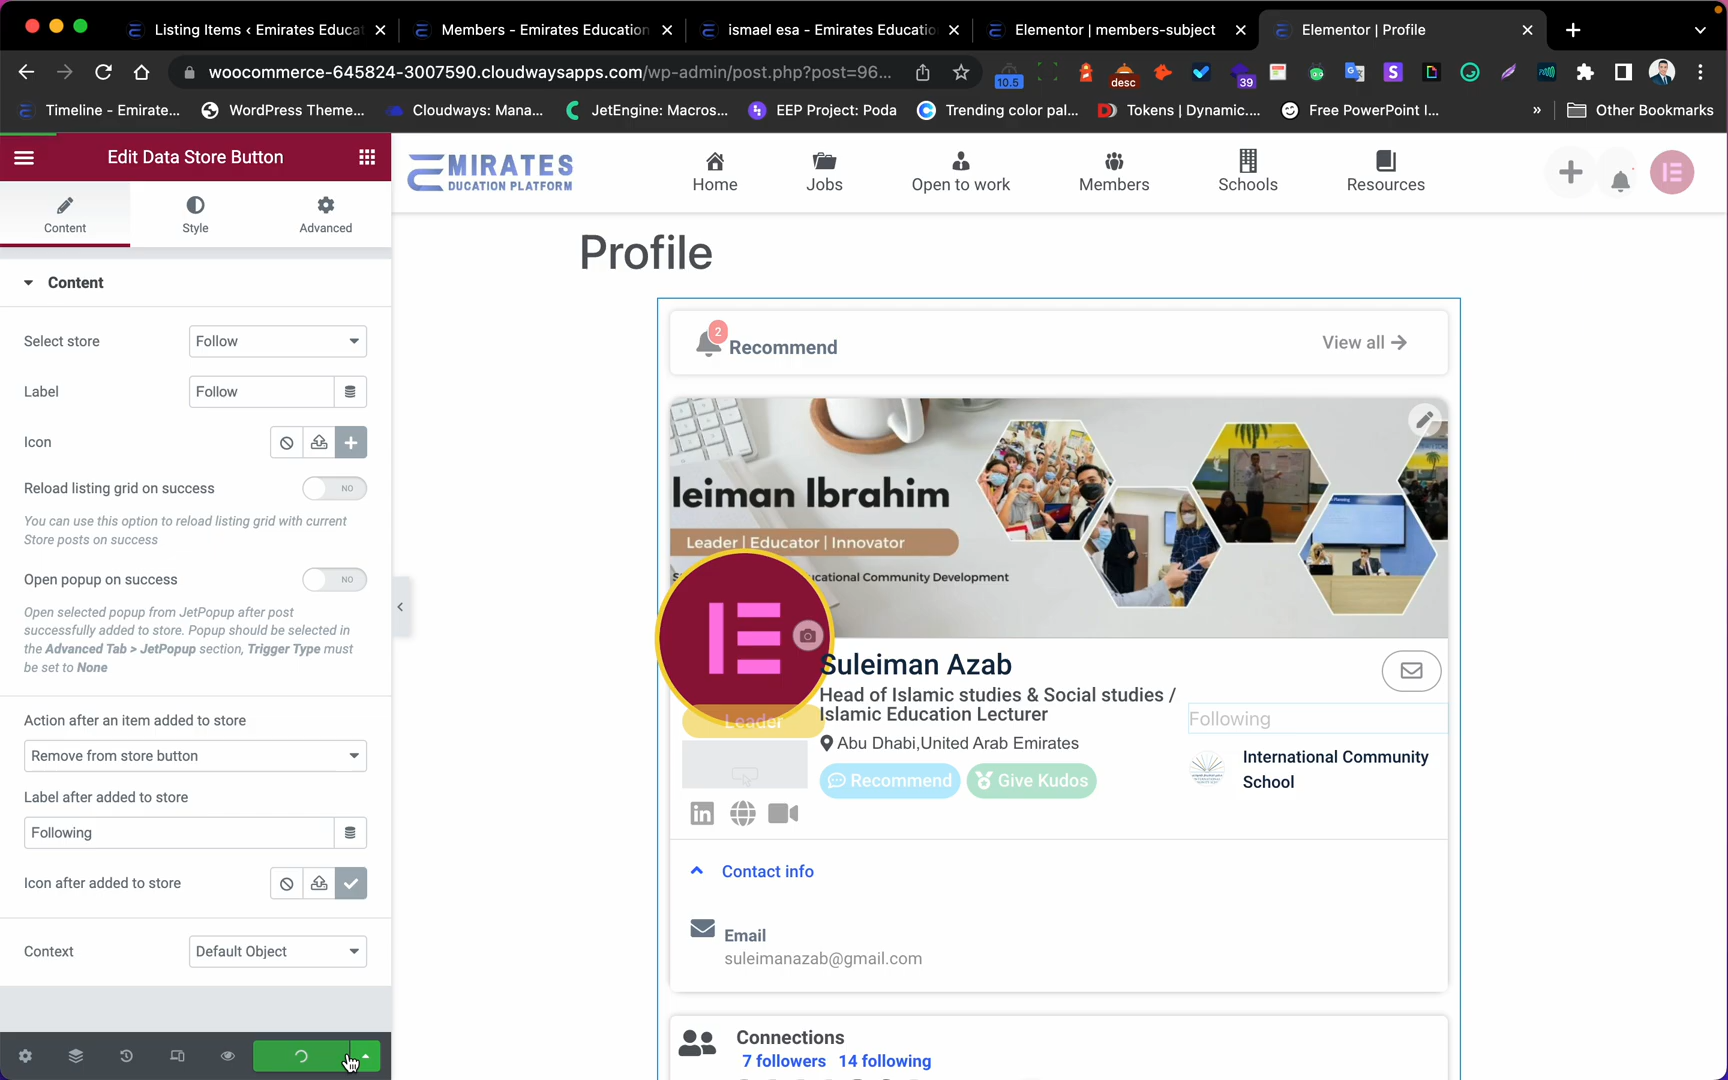 Listing Items ‹ Emirates Educat
Members - Emirates Education
ismael esa - Emirates Educatio
Elementor | members-subject
Elementor | Profile
woocommerce-645824-3007590.cloudwaysapps.com/wp-admin/post.php?post=96...
10.5
desc
39
Timeline - Emirate...
WordPress Theme...
Cloudways: Mana...
JetEngine: Macros...
EEP Project: Poda
Trending color pal...
Tokens | Dynamic....
Free PowerPoint I...
»
Other Bookmarks
Edit Data Store Button
Content
Style
Advanced
Content
Select store
Follow
Label
Follow
Icon
Reload listing grid on success
NO
You can use this option to reload listing grid with current
Store posts on success
Open popup on success
NO
Open selected popup from JetPopup after post
successfully added to store. Popup should be selected in
the Advanced Tab > JetPopup section, Trigger Type must
be set to None
Action after an item added to store
Remove from store button
Label after added to store
Following
Icon after added to store
Context
Default Object
EMIRATES
DUCATION PLATFORM
Home
Jobs
Open to work
Members
Schools
Resources
Profile
2
Recommend
View all
leiman Ibrahim
Leader | Educator | Innovator
ucational Community Development
Suleiman Azab
Head of Islamic studies & Social studies /
Islamic Education Lecturer
Leader
Following
Abu Dhabi,United Arab Emirates
International Community
School
Recommend
Give Kudos
Contact info
Email
suleimanazab@gmail.com
Connections
7 followers 14 following